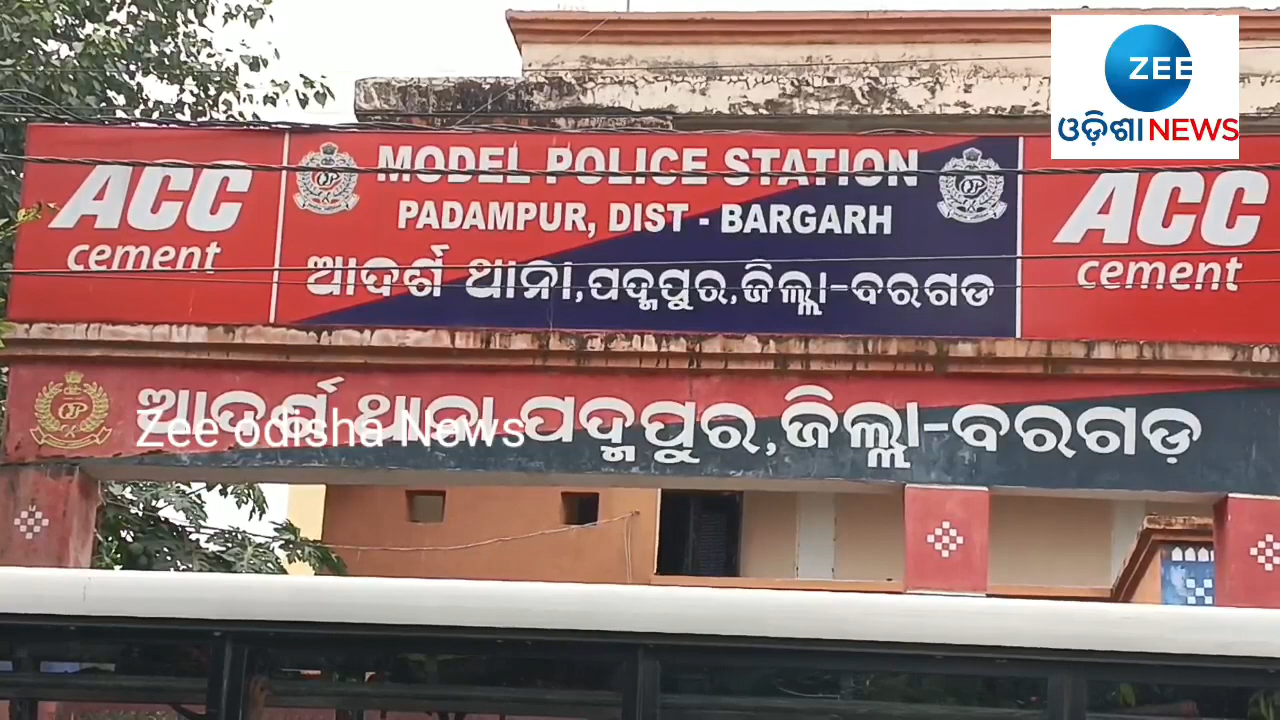 ZEE
ଓଡ଼ିଶା NEWS
ACC
cement
MODEL POLICE STATION
PADAMPUR, DIST - BARGARH
ଆଦର୍ଶ ଥାନା,ପଦ୍ମପୁର,ଜିଲ୍ଲା-ବରଗଡ
ACC
cement
ଆଦର୍ଶ ଥାନା ପଦ୍ମପୁର,ଜିଲ୍ଲା-ବରଗଡ଼
Zee odisha News